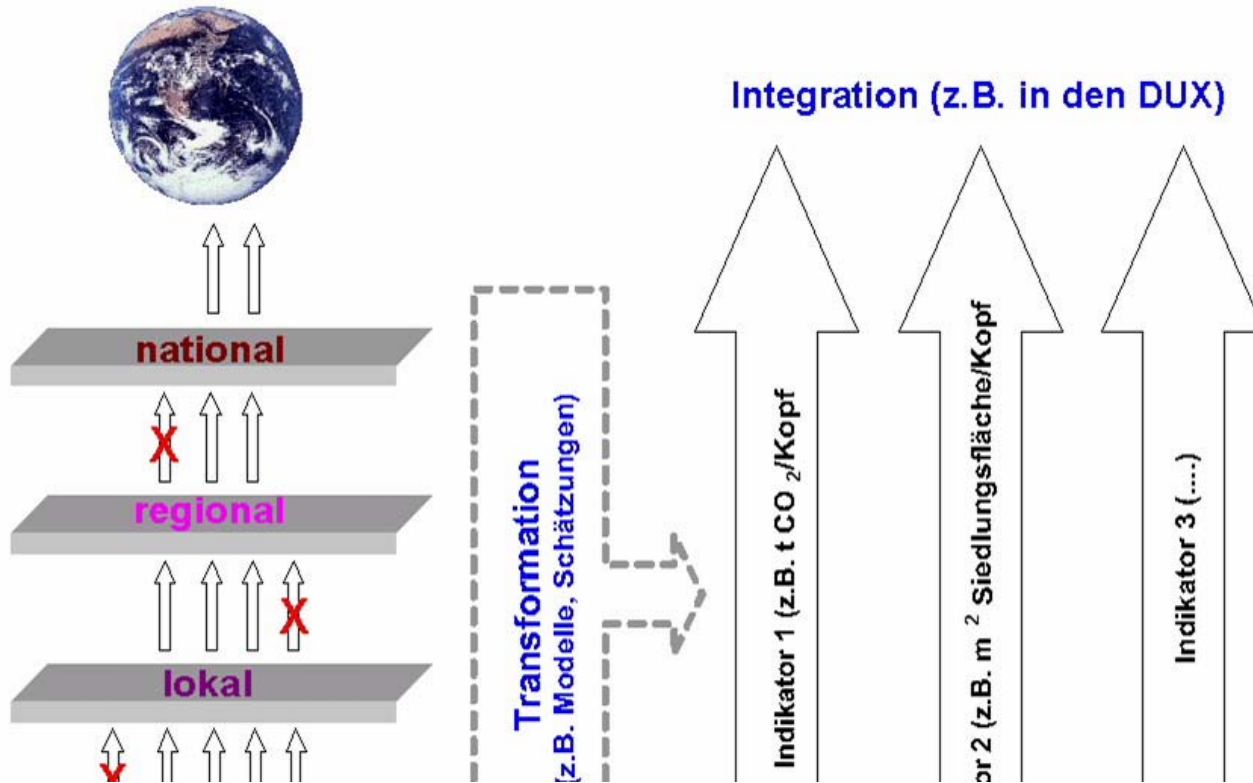 Integration (z.B. in den DUX)
national
regional
lokal
Transformation
(z.B. Modelle, Schätzungen)
Indikator 1 (z.B. t CO 2/Kopf
2 (z.B. m 2 Siedlungsfläche/Kopf
Indikator 3 (....)
X
X
X